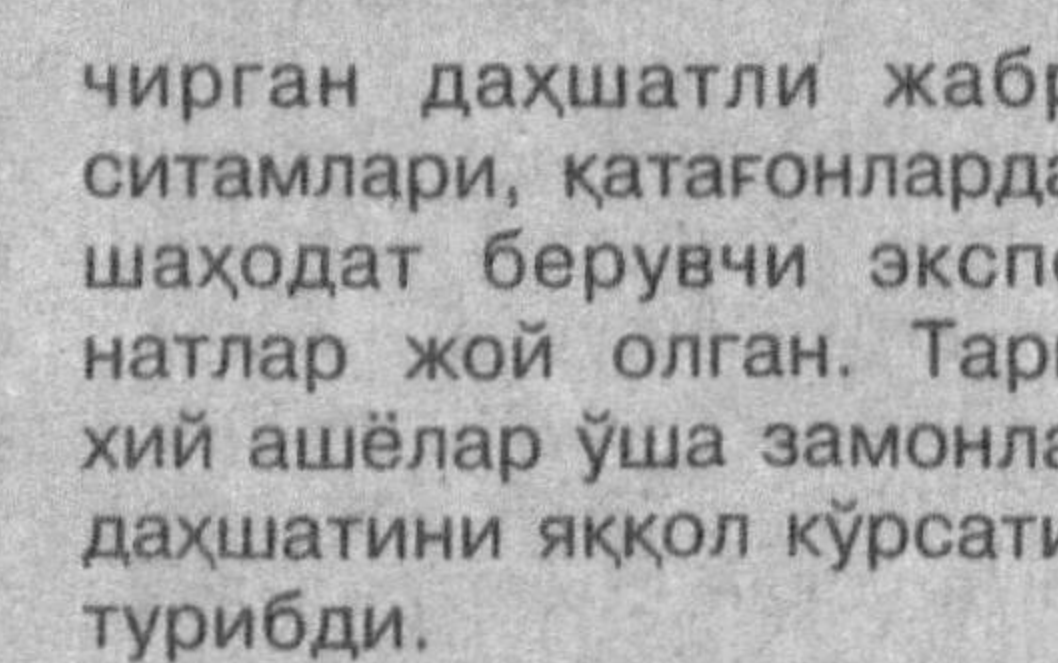 чирган даҳшатли жабр
ситамлари, қатағонларда
шаҳодат берувчи экспо
натлар жой олган. Тари
хий ашёлар ўша замонла
даҳшатини яққол кўрсати
турибди.